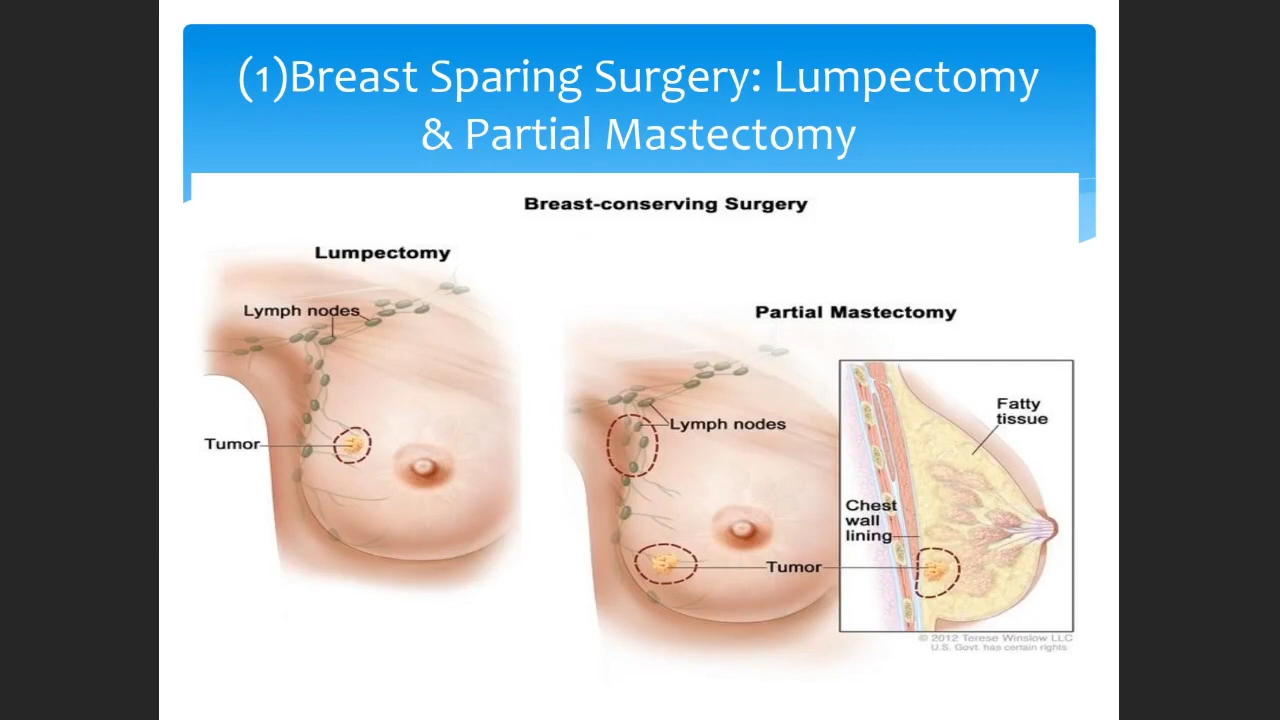 (1)Breast Sparing Surgery: Lumpectomy
& Partial Mastectomy
Breast-conserving Surgery
Lumpectomy
Lymph nodes
Tumor
Partial Mastectomy
Lymph nodes
Tumor
Fatty
tissue
Chest
wall
lining
© 2012 Terese Winslow LLC
U.S. Govt. has certain rights